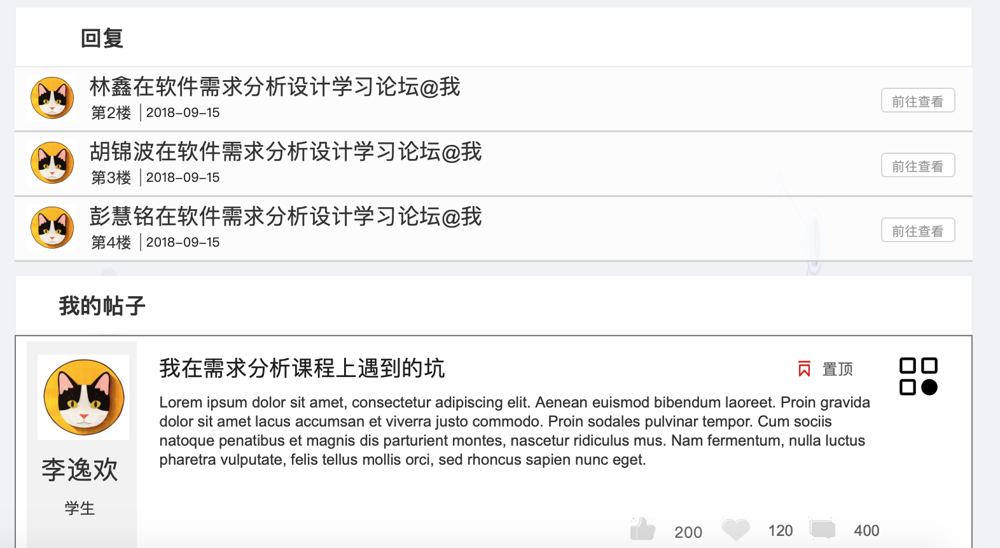 回复
林鑫在软件需求分析设计学习论坛@我
第2楼 | 2018-09-15
前往查看
胡锦波在软件需求分析设计学习论坛@我
第3楼 | 2018-09-15
前往查看
彭慧铭在软件需求分析设计学习论坛@我
第4楼 | 2018-09-15
前往查看
我的帖子
我在需求分析课程上遇到的坑
置顶
Lorem ipsum dolor sit amet, consectetur adipiscing elit. Aenean euismod bibendum laoreet. Proin gravida
dolor sit amet lacus accumsan et viverra justo commodo. Proin sodales pulvinar tempor. Cum sociis
natoque penatibus et magnis dis parturient montes, nascetur ridiculus mus. Nam fermentum, nulla luctus
pharetra vulputate, felis tellus mollis orci, sed rhoncus sapien nunc eget.
李逸欢
学生
200 120 400